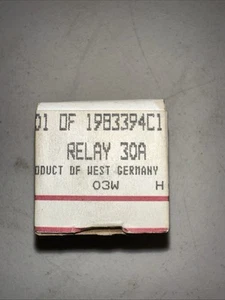 01 OF 1983394C1
RELAY 30A
ODUCT OF WEST GERMANY
03W H